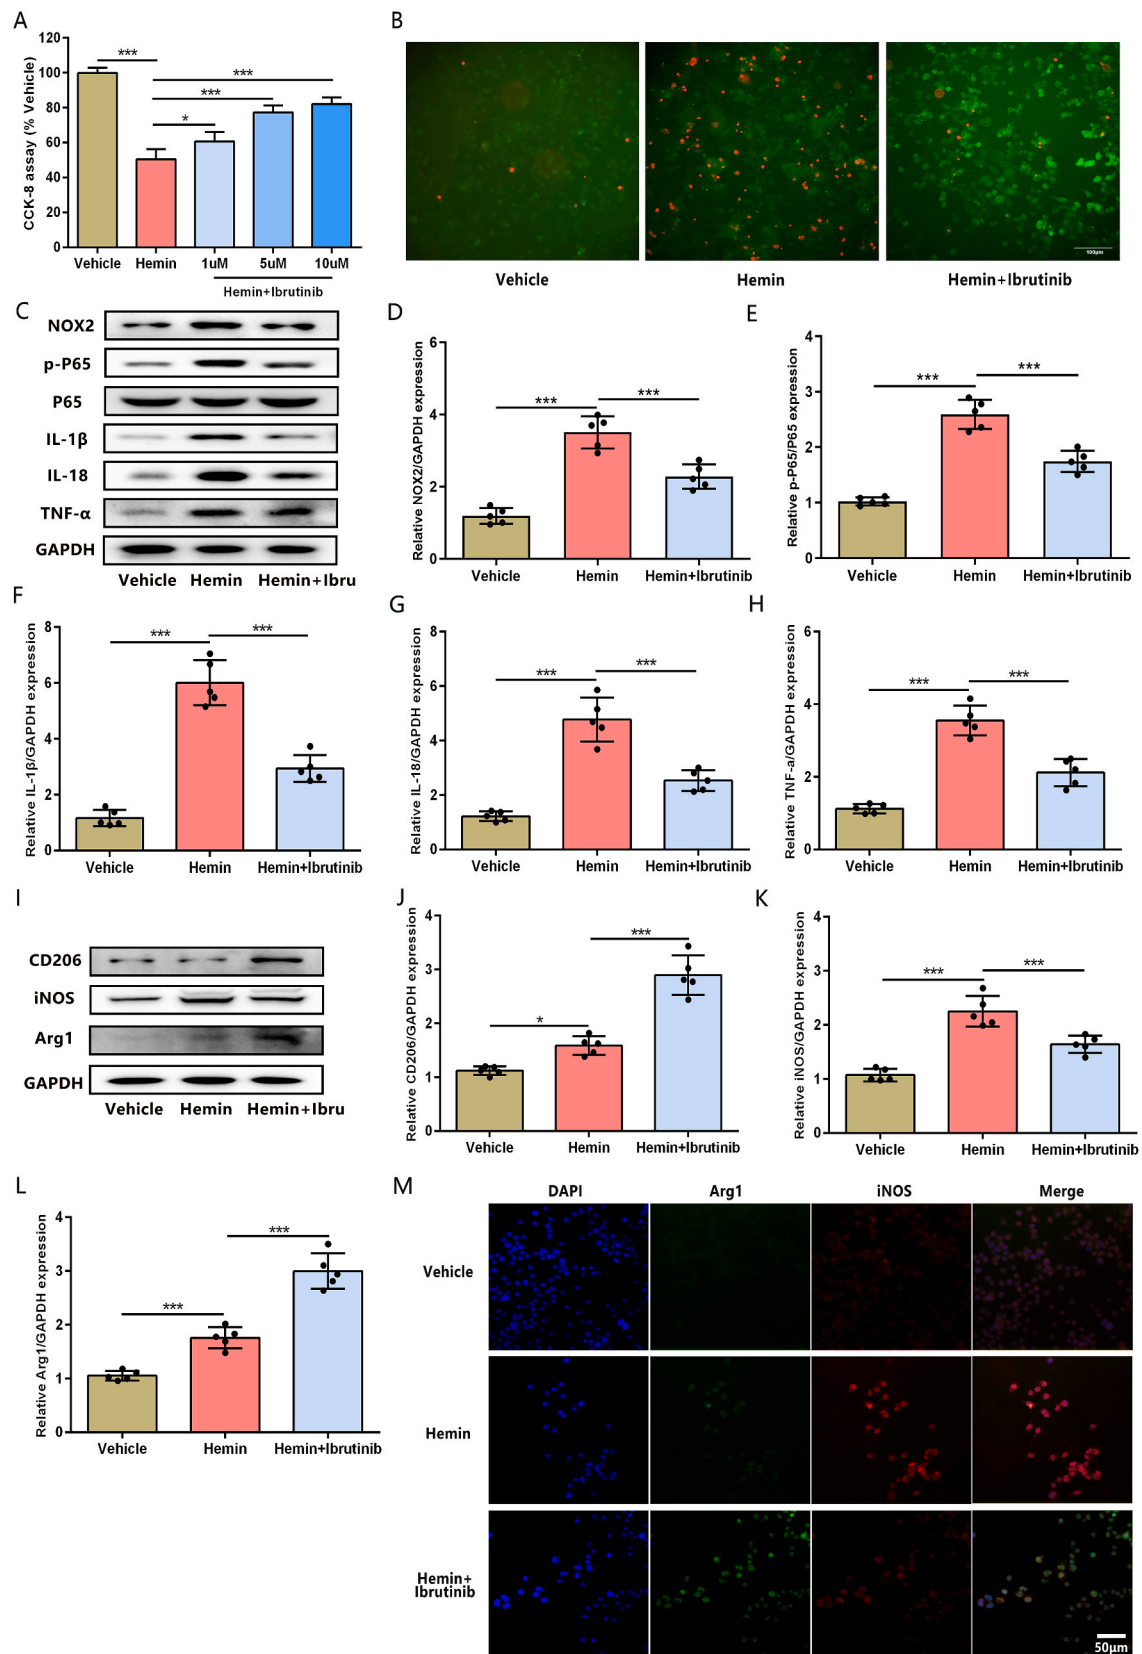 A
120
100
80
60
40
20
0
CCK-8 assay (% Vehicle)
***
***
***
*
Vehicle Hemin 1uM 5uM 10uM
Hemin+Ibrutinib
B
100μm
Vehicle Hemin Hemin+Ibrutinib
C
NOX2
p-P65
P65
IL-1β
IL-18
TNF-α
GAPDH
Vehicle Hemin Hemin+Ibru
D
Relative NOX2/GAPDH expression
6
4
2
0
*** ***
Vehicle Hemin Hemin+Ibrutinib
E
Relative p-P65/P65 expression
4
3
2
1
0
*** ***
Vehicle Hemin Hemin+Ibrutinib
F
Relative IL-1β/GAPDH expression
8
6
4
2
0
*** ***
Vehicle Hemin Hemin+Ibrutinib
G
Relative IL-18/GAPDH expression
8
6
4
2
0
*** ***
Vehicle Hemin Hemin+Ibrutinib
H
Relative TNF-a/GAPDH expression
6
4
2
0
*** ***
Vehicle Hemin Hemin+Ibrutinib
I
CD206
iNOS
Arg1
GAPDH
Vehicle Hemin Hemin+Ibru
J
Relative CD206/GAPDH expression
4
3
2
1
0
* ***
Vehicle Hemin Hemin+Ibrutinib
K
Relative iNOS/GAPDH expression
4
3
2
1
0
*** ***
Vehicle Hemin Hemin+Ibrutinib
L
Relative Arg1/GAPDH expression
4
3
2
1
0
*** ***
Vehicle Hemin Hemin+Ibrutinib
M
DAPI Arg1 iNOS Merge
Vehicle
Hemin
Hemin+
Ibrutinib
50μm